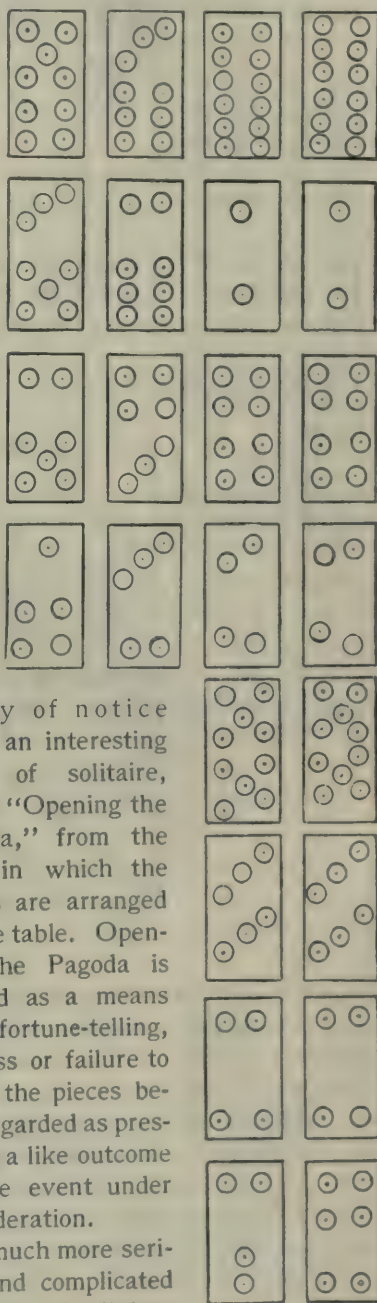 y of notice
an interesting
of solitaire,
"Opening the
a," from the
in which the
are arranged
e table. Open-
he Pagoda is
d as a means
fortune-telling,
ss or failure to
the pieces be-
garded as pres-
a like outcome
e event under
deration.
much more seri-
nd complicated